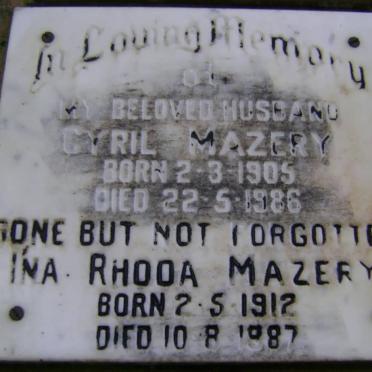 In Loving Memory
of
MY BELOVED HUSBAND
CYRIL MAZERY
BORN 2-3-1905
DIED 22-5-1986
GONE BUT NOT FORGOTTE
INA RHODA MAZERY
BORN 2-5-1912
DIED 10-8-1987